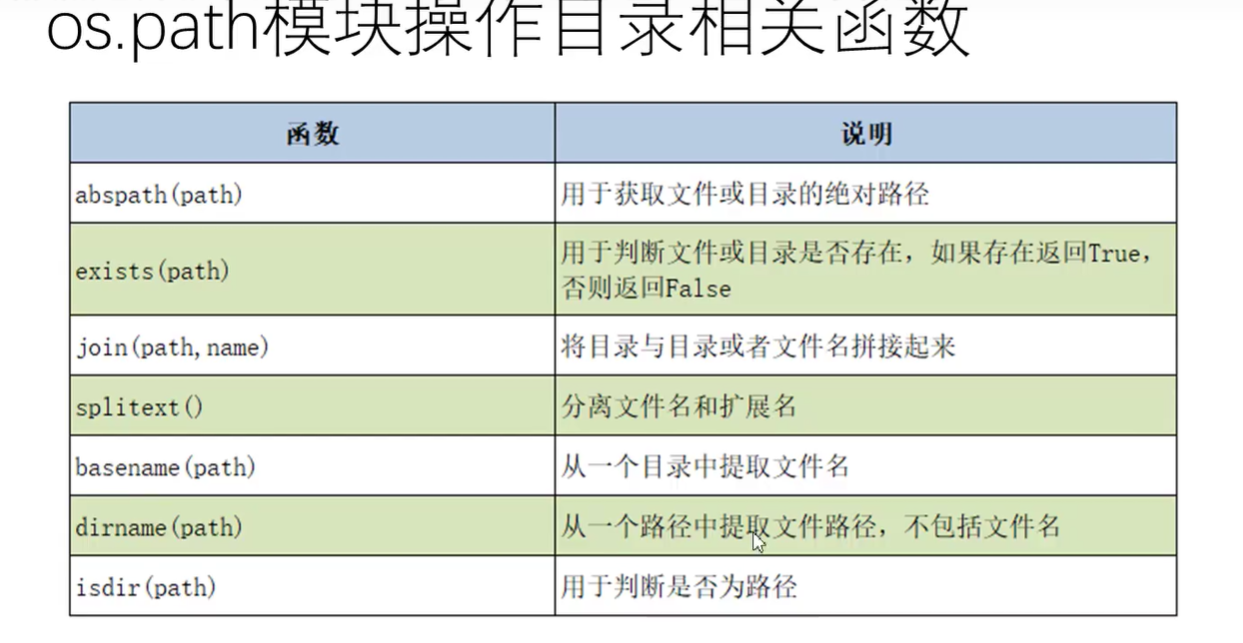 os.path模块操作目录相关函数
函数 说明
abspath(path) 用于获取文件或目录的绝对路径
exists(path) 用于判断文件或目录是否存在，如果存在返回True，
否则返回False
join(path,name) 将目录与目录或者文件名拼接起来
splitext() 分离文件名和扩展名
basename(path) 从一个目录中提取文件名
dirname(path) 从一个路径中提取文件路径，不包括文件名
isdir(path) 用于判断是否为路径